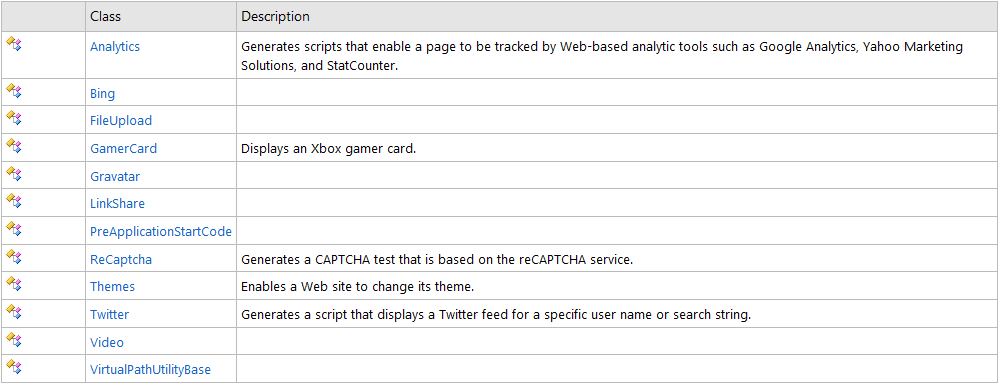 Class Description
Analytics Generates scripts that enable a page to be tracked by Web-based analytic tools such as Google Analytics, Yahoo Marketing
Solutions, and StatCounter.
Bing
FileUpload
GamerCard Displays an Xbox gamer card.
Gravatar
LinkShare
PreApplicationStartCode
ReCaptcha Generates a CAPTCHA test that is based on the reCAPTCHA service.
Themes Enables a Web site to change its theme.
Twitter Generates a script that displays a Twitter feed for a specific user name or search string.
Video
VirtualPathUtilityBase